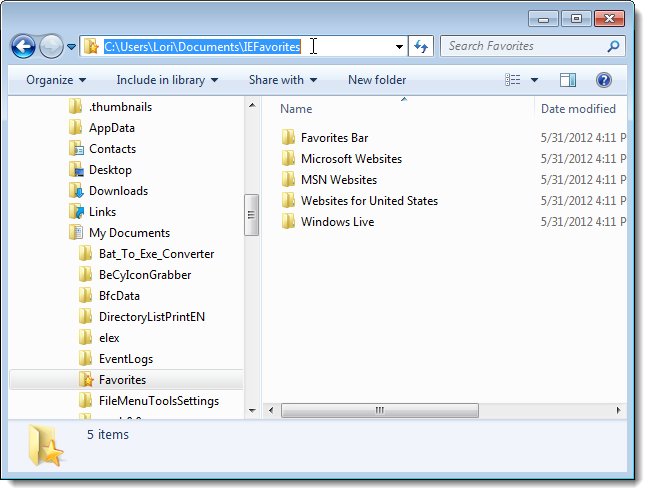 C:\Users\Lori\Documents\IEFavorites
Search Favorites
Organize
Include in library
Share with
New folder
.thumbnails
AppData
Contacts
Desktop
Downloads
Links
My Documents
Bat_To_Exe_Converter
BeCyIconGrabber
BfcData
DirectoryListPrintEN
elex
EventLogs
Favorites
FileMenuToolsSettings
Name
Date modified
Favorites Bar
5/31/2012 4:11 P
Microsoft Websites
5/31/2012 4:11 P
MSN Websites
5/31/2012 4:11 P
Websites for United States
5/31/2012 4:11 P
Windows Live
5/31/2012 4:11 P
5 items